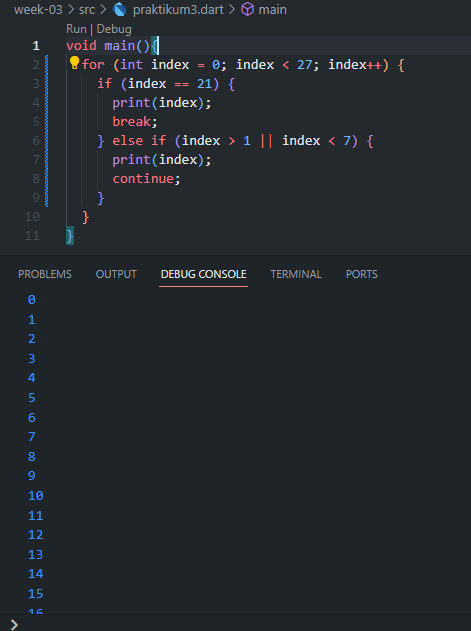 week-03 > src > praktikum3.dart > main
Run | Debug
1 void main(){
2 for (int index = 0; index < 27; index++) {
3 if (index == 21) {
4 print(index);
5 break;
6 } else if (index > 1 || index < 7) {
7 print(index);
8 continue;
9 }
10 }
11 }
PROBLEMS OUTPUT DEBUG CONSOLE TERMINAL PORTS
0
1
2
3
4
5
6
7
8
9
10
11
12
13
14
15
16
>